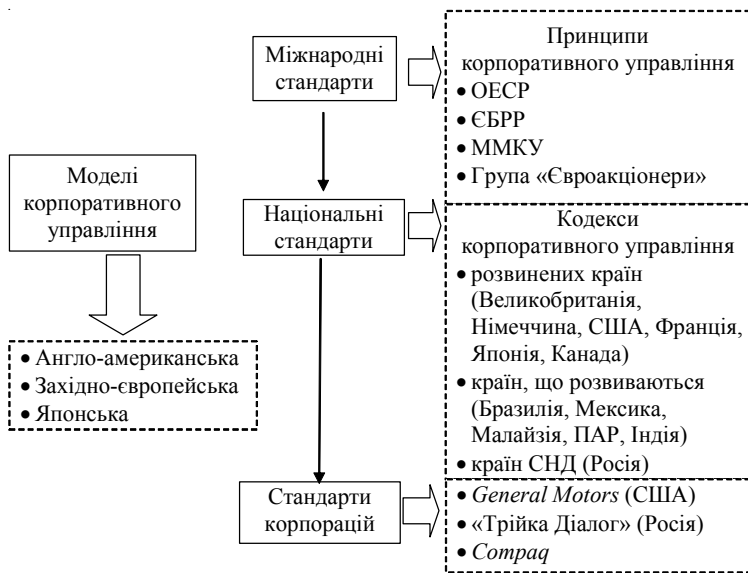 Міжнародні
стандарти
Принципи
корпоративного управління
• ОЕСР
• ЄБРР
• ММКУ
• Група «Євроакціонери»
Моделі
корпоративного
управління
• Англо-американська
• Західно-європейська
• Японська
Національні
стандарти
Кодекси
корпоративного управління
• розвинених країн
(Великобританія,
Німеччина, США, Франція,
Японія, Канада)
• країн, що розвиваються
(Бразилія, Мексика,
Малайзія, ПАР, Індія)
• країн СНД (Росія)
Стандарти
корпорацій
• General Motors (США)
• «Трійка Діалог» (Росія)
• Compaq